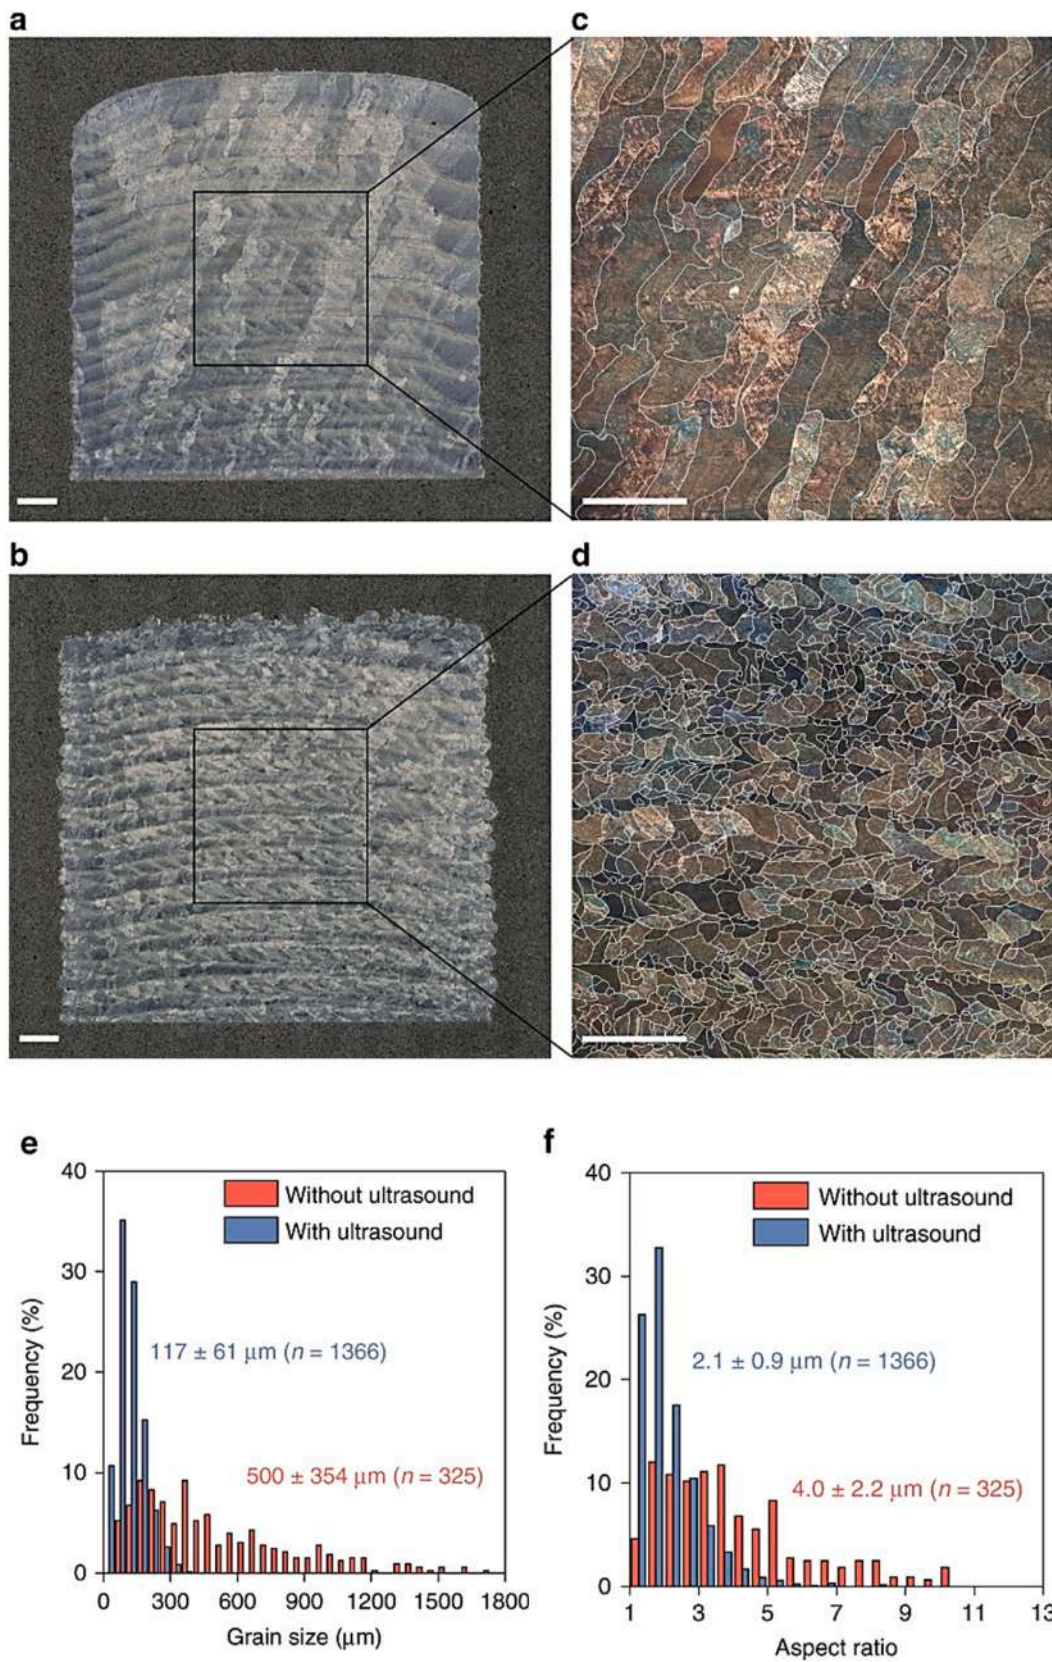 a
c
b
d
e
f
40
30
20
10
0
Frequency (%)
Without ultrasound
With ultrasound
117 ± 61 μm (n = 1366)
500 ± 354 μm (n = 325)
0 300 600 900 1200 1500 1800
Grain size (μm)
40
30
20
10
0
Frequency (%)
Without ultrasound
With ultrasound
2.1 ± 0.9 μm (n = 1366)
4.0 ± 2.2 μm (n = 325)
1 3 5 7 9 11 13
Aspect ratio